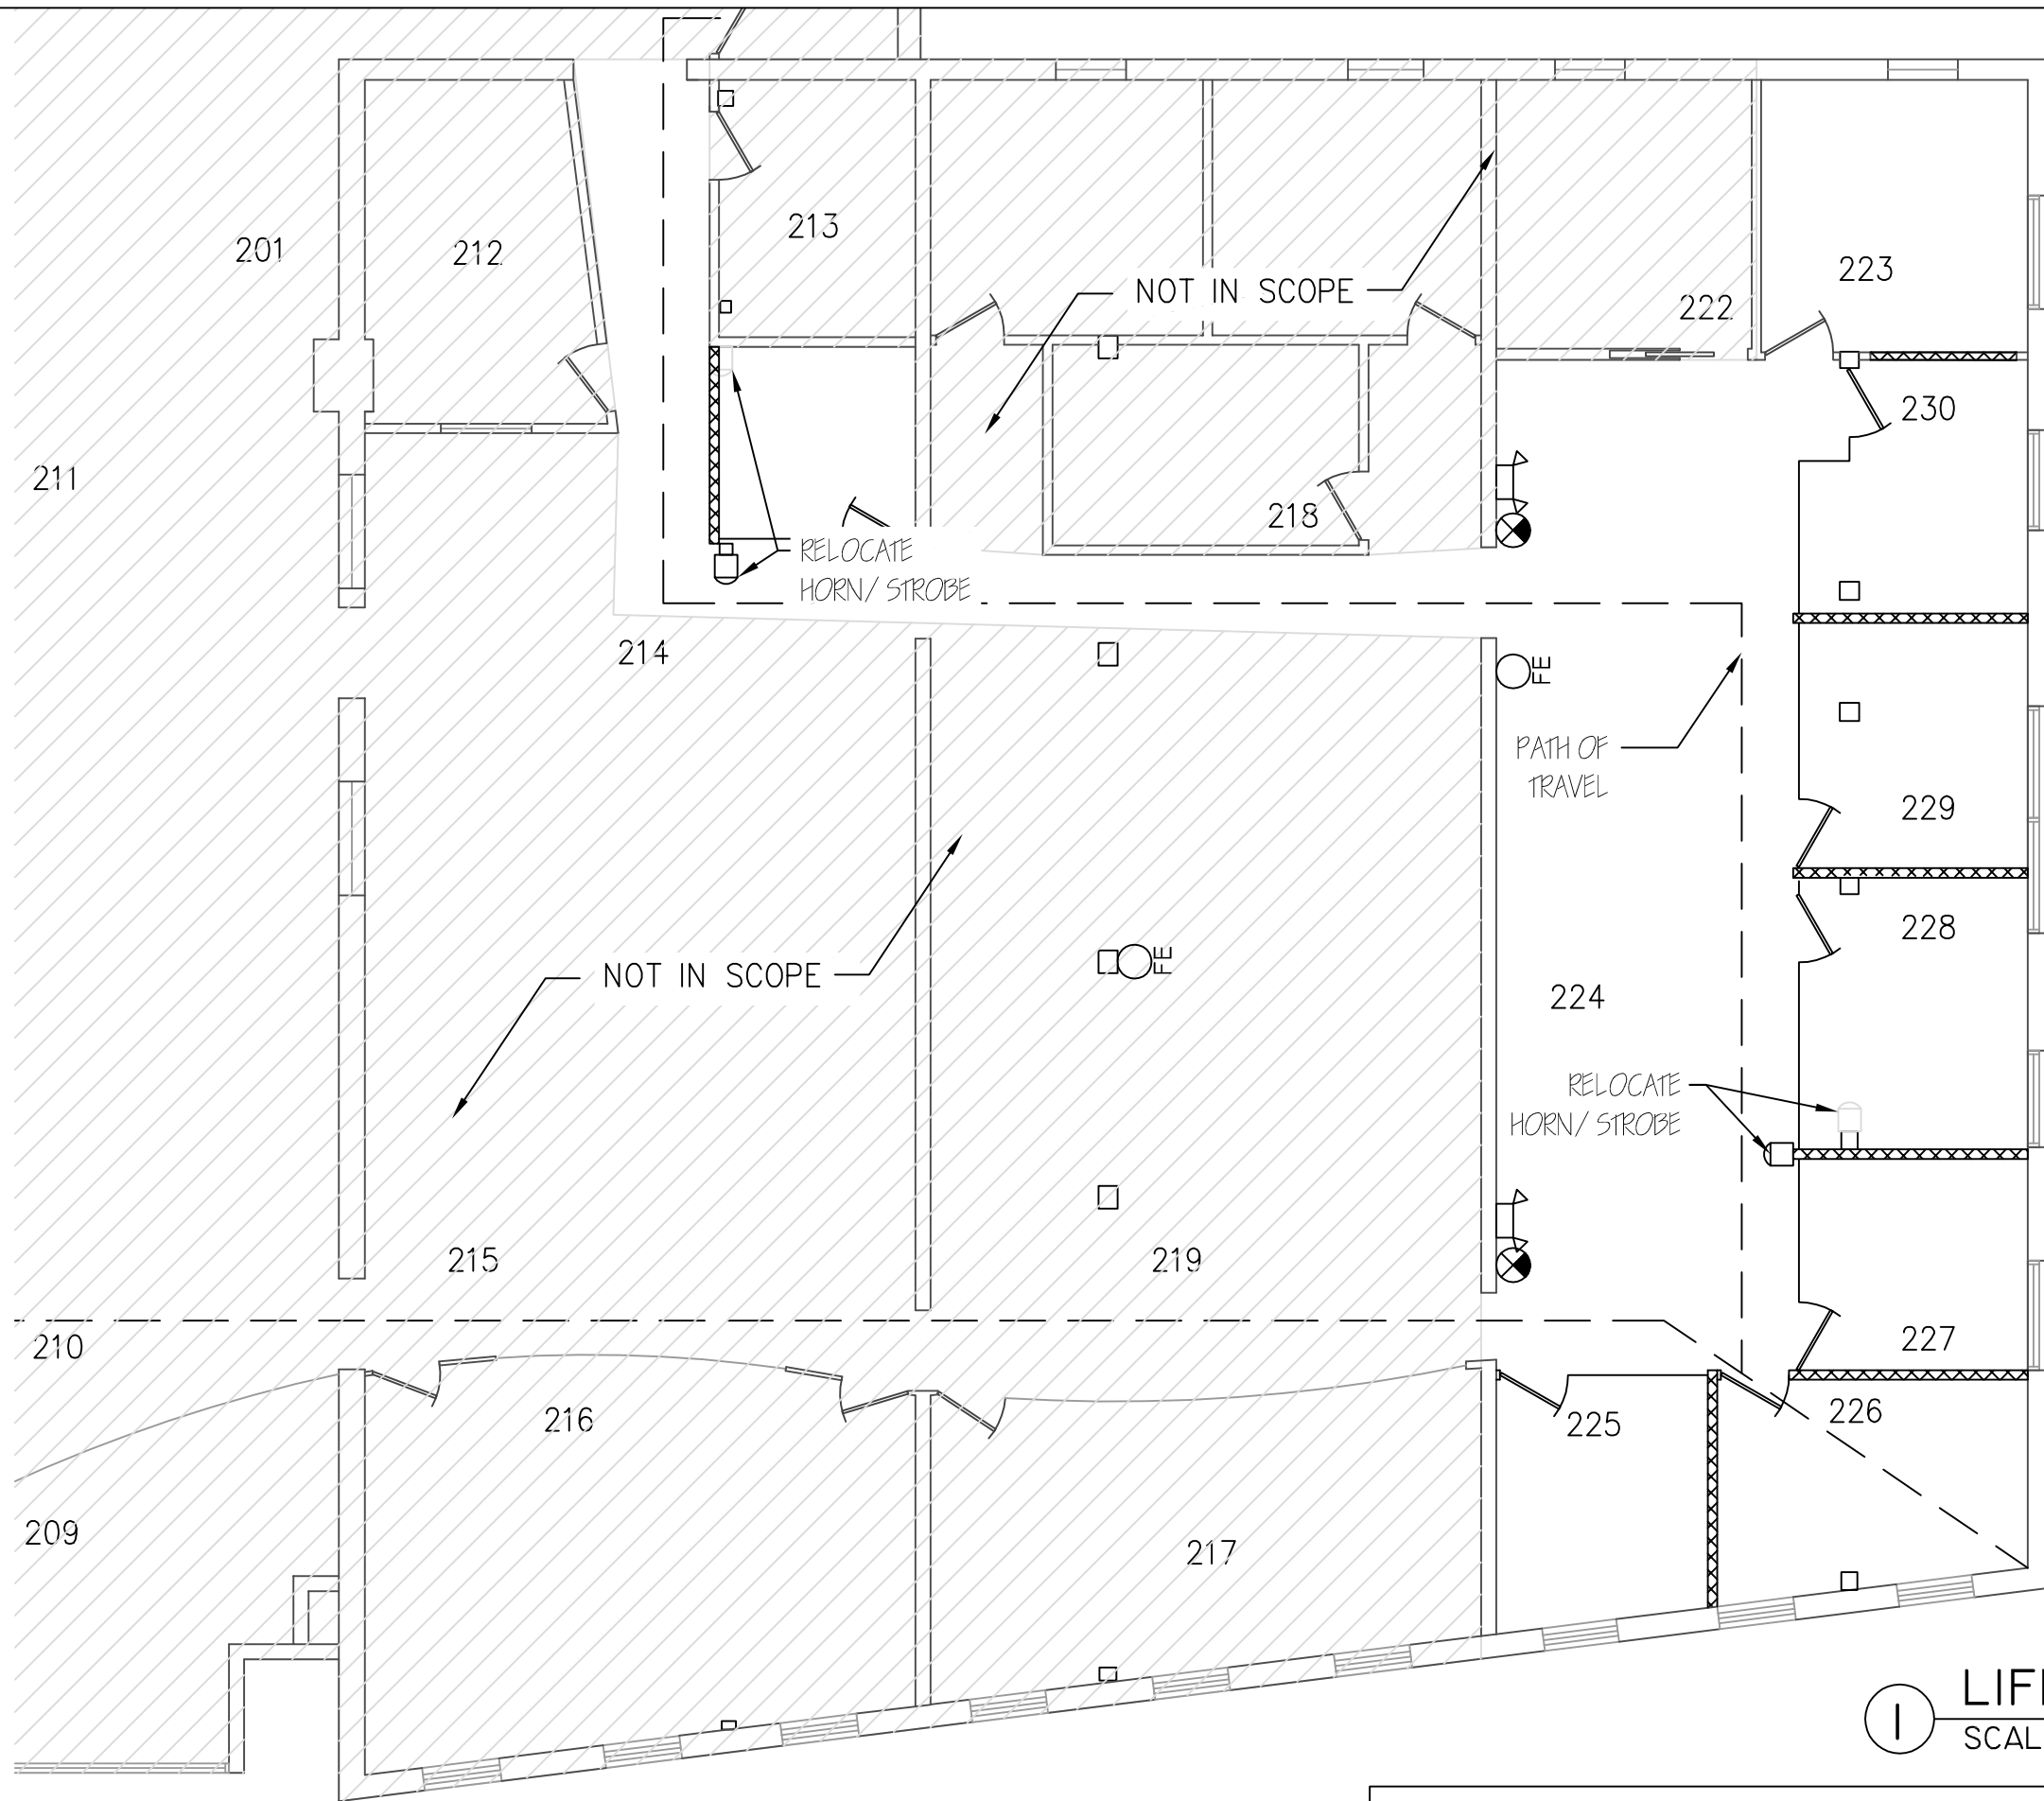 213
201
212
223
NOT IN SCOPE
222
230
211
218
RELOCATE
HORN/ STROBE
214
FE
PATH OF
TRAVEL
229
228
FE
NOT IN SCOPE
224
RELOCATE
HORN/ STROBE
215
219
210
227
216
225
226
209
217
1
LIF
SCAL